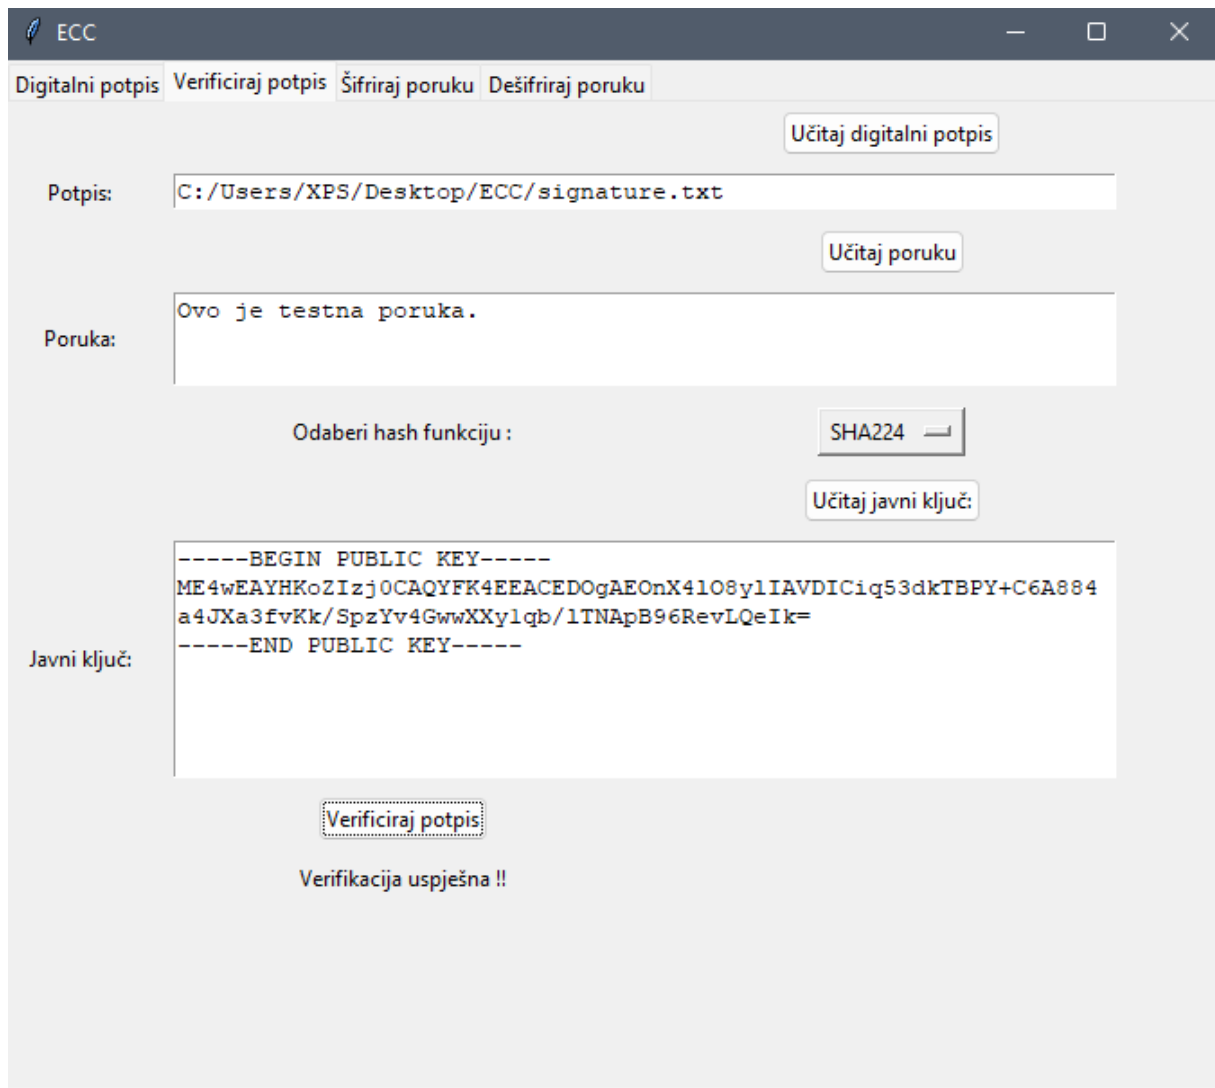 ECC
Digitalni potpis Verificiraj potpis Šifriraj poruku Dešifriraj poruku
Učitaj digitalni potpis
Potpis: C:/Users/XPS/Desktop/ECC/signature.txt
Učitaj poruku
Poruka: Ovo je testna poruka.
Odaberi hash funkciju : SHA224
Učitaj javni ključ:
Javni ključ:
-----BEGIN PUBLIC KEY-----
ME4wEAYHKoZIzj0CAQYFK4EEACEDOgAEOnX4lO8ylIAVDICiq53dkTBPY+C6A884
a4JXa3fvKk/SpzYv4GwwXXylqb/lTNApB96RevLQeIk=
-----END PUBLIC KEY-----
Verificiraj potpis
Verifikacija uspješna !!